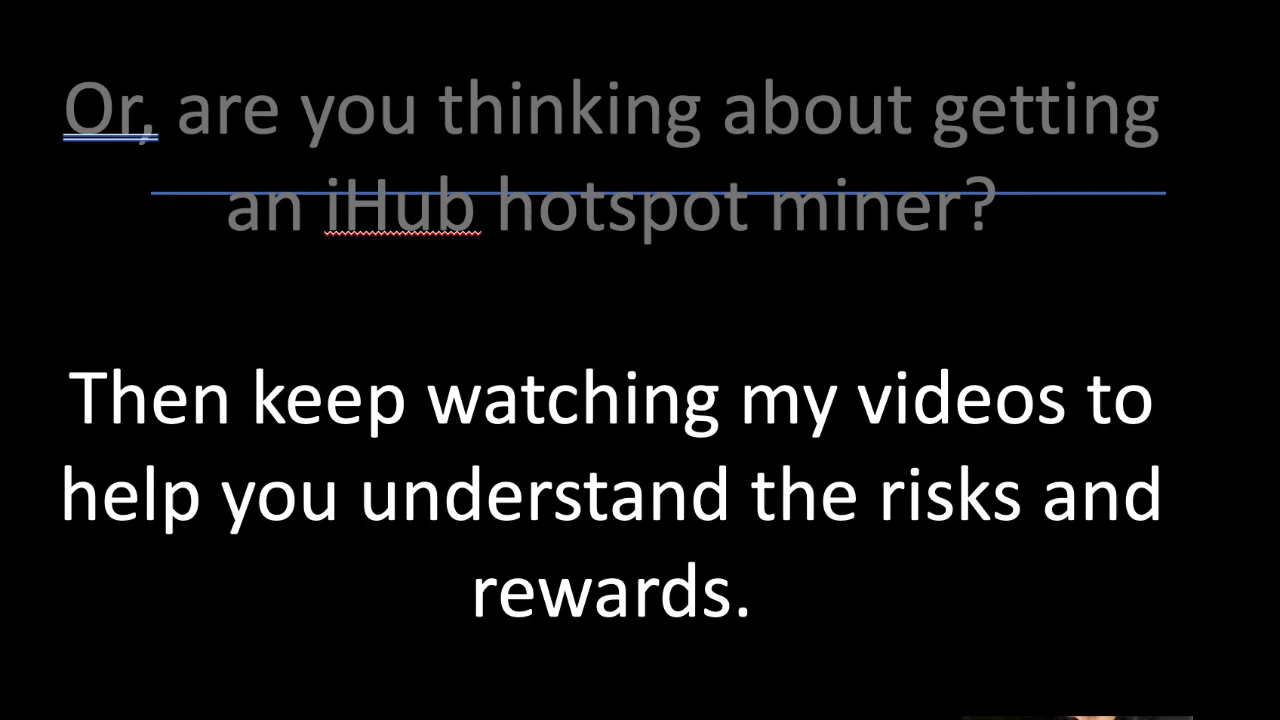 Or, are you thinking about getting
an iHub hotspot miner?
Then keep watching my videos to
help you understand the risks and
rewards.